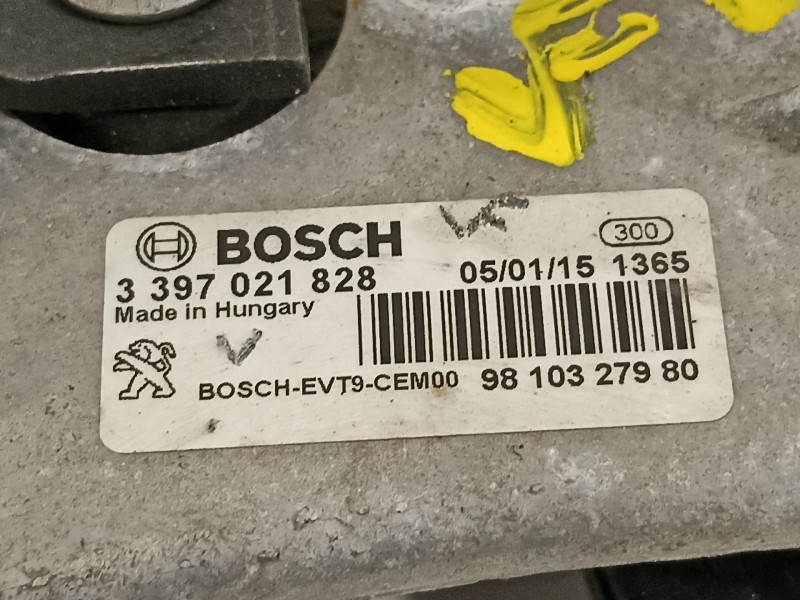 BOSCH 300
3 397 021 828 05/01/15 1365
Made in Hungary
BOSCH-EVT9-CEM00 98 103 279 80